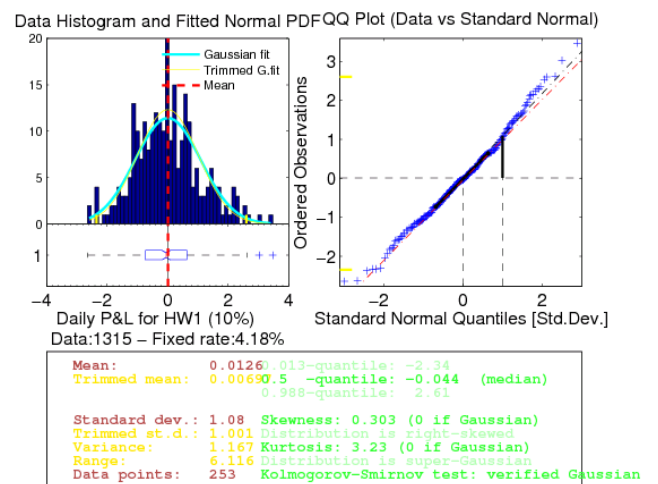 Data Histogram and Fitted Normal PDF
QQ Plot (Data vs Standard Normal)
20
15
10
5
0
1
−4
−2
0
2
4
Gaussian fit
Trimmed G.fit
Mean
Daily P&L for HW1 (10%)
Data:1315 − Fixed rate:4.18%
Ordered Observations
3
2
1
0
−1
−2
−2
0
2
Standard Normal Quantiles [Std.Dev.]
Mean: 0.0126
0.013-quantile: -2.34
Trimmed mean: 0.00697
0.5 -quantile: -0.044 (median)
0.988-quantile: 2.61
Standard dev.: 1.08
Skewness: 0.303 (0 if Gaussian)
Trimmed st.d.: 1.001
Distribution is right-skewed
Variance: 1.167
Kurtosis: 3.23 (0 if Gaussian)
Range: 6.116
Distribution is super-Gaussian
Data points: 253
Kolmogorov-Smirnov test: verified Gaussian